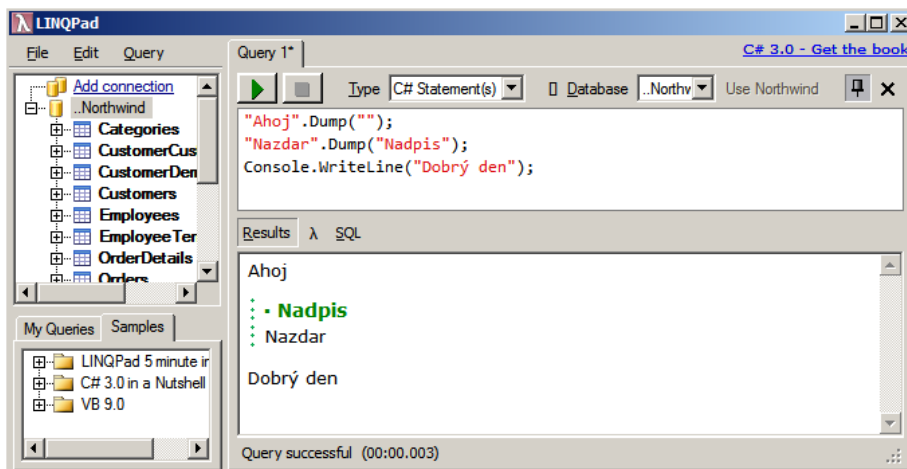 LINQPad
File Edit Query
Add connection
..Northwind
Categories
CustomerCus
CustomerDem
Customers
Employees
EmployeeTer
OrderDetails
Orders
My Queries Samples
LINQPad 5 minute in
C# 3.0 in a Nutshell
VB 9.0
Query 1*
C# 3.0 - Get the book
Type C# Statement(s) Database ..Northw Use Northwind
"Ahoj".Dump("");
"Nazdar".Dump("Nadpis");
Console.WriteLine("Dobrý den");
Results λ SQL
Ahoj
Nadpis
Nazdar
Dobrý den
Query successful (00:00.003)